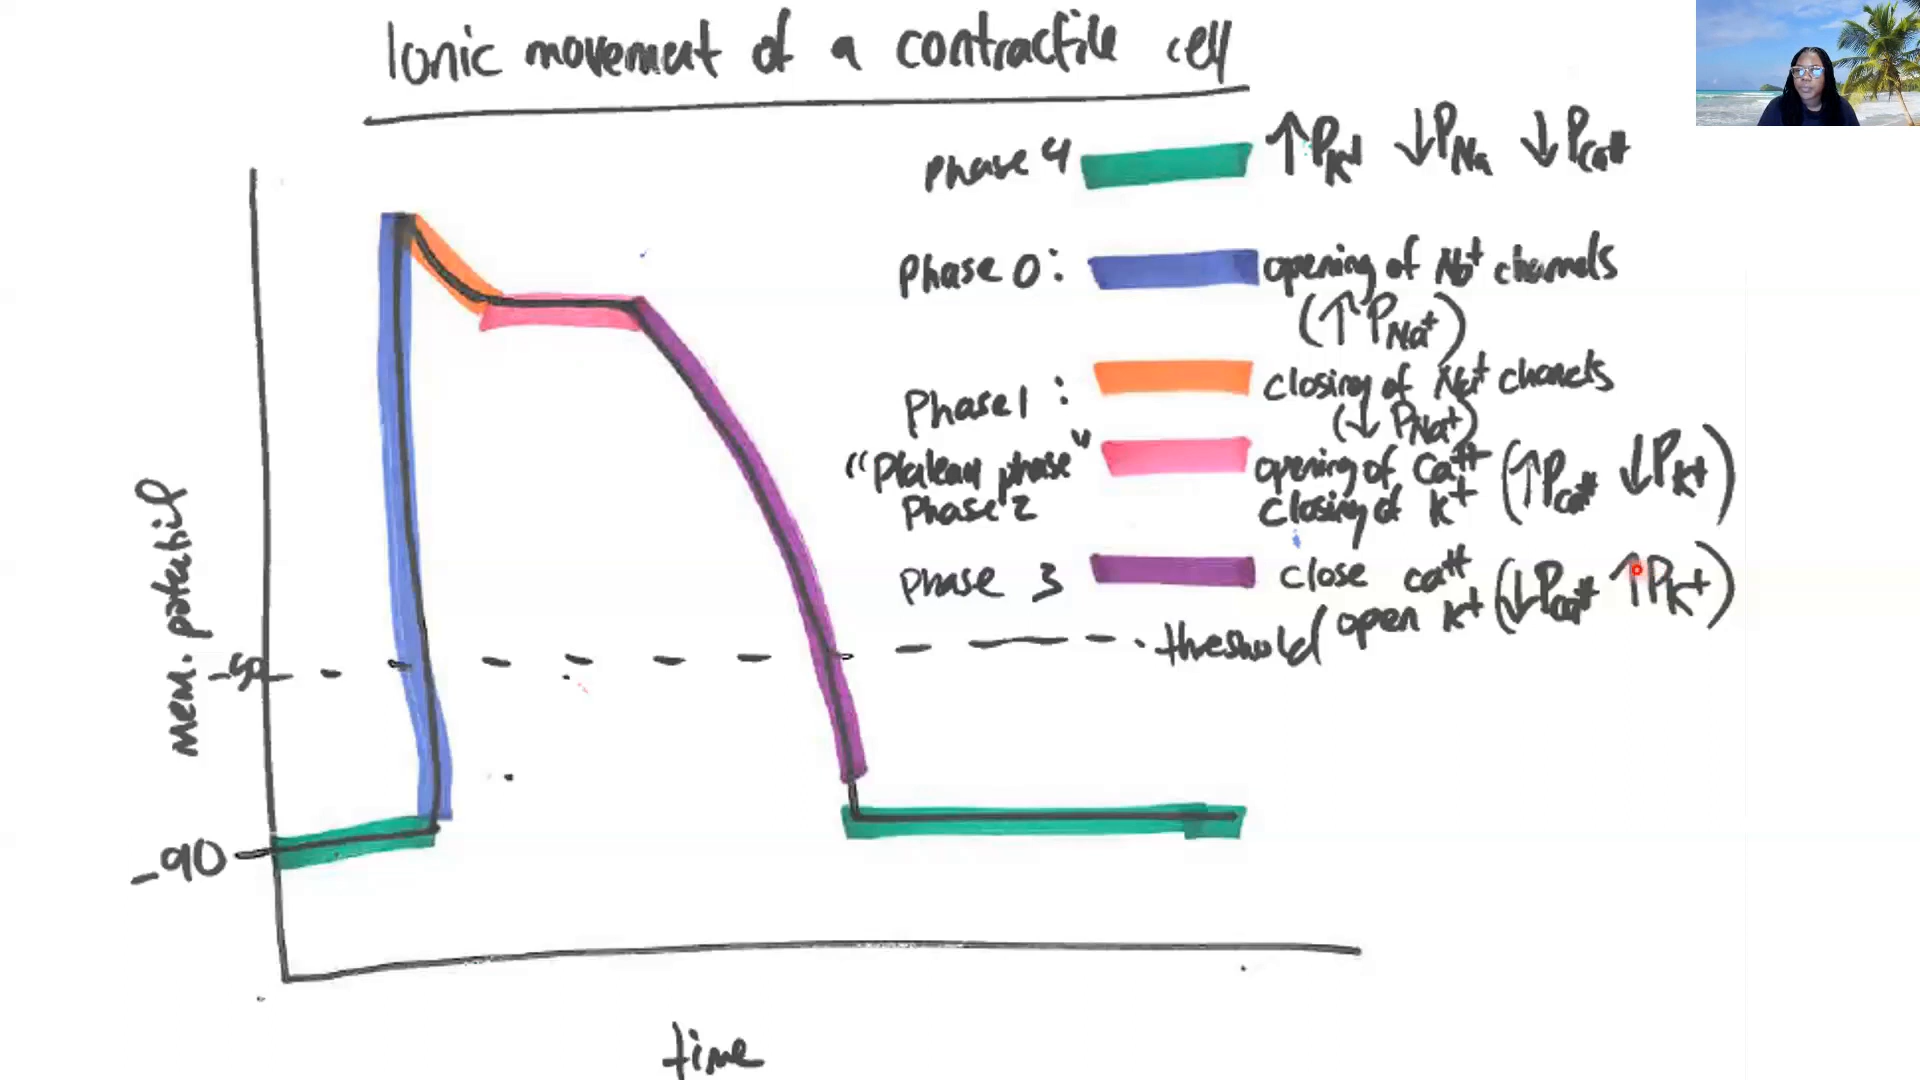 Ionic movement of a contractile cell
Phase 4 ↑PK+ ↓PNa ↓PCa++
Phase 0: opening of Na+ channels
(↑PNa+)
Phase 1: closing of Na+ channels
(↓PNa+)
"Plateau phase" opening of Ca++ (↑PCa++ ↓PK+)
Phase 2 closing of K+
Phase 3 close Ca++ (↓PCa++ ↑PK+)
open K+
threshold
mem. potential
-50
-90
time